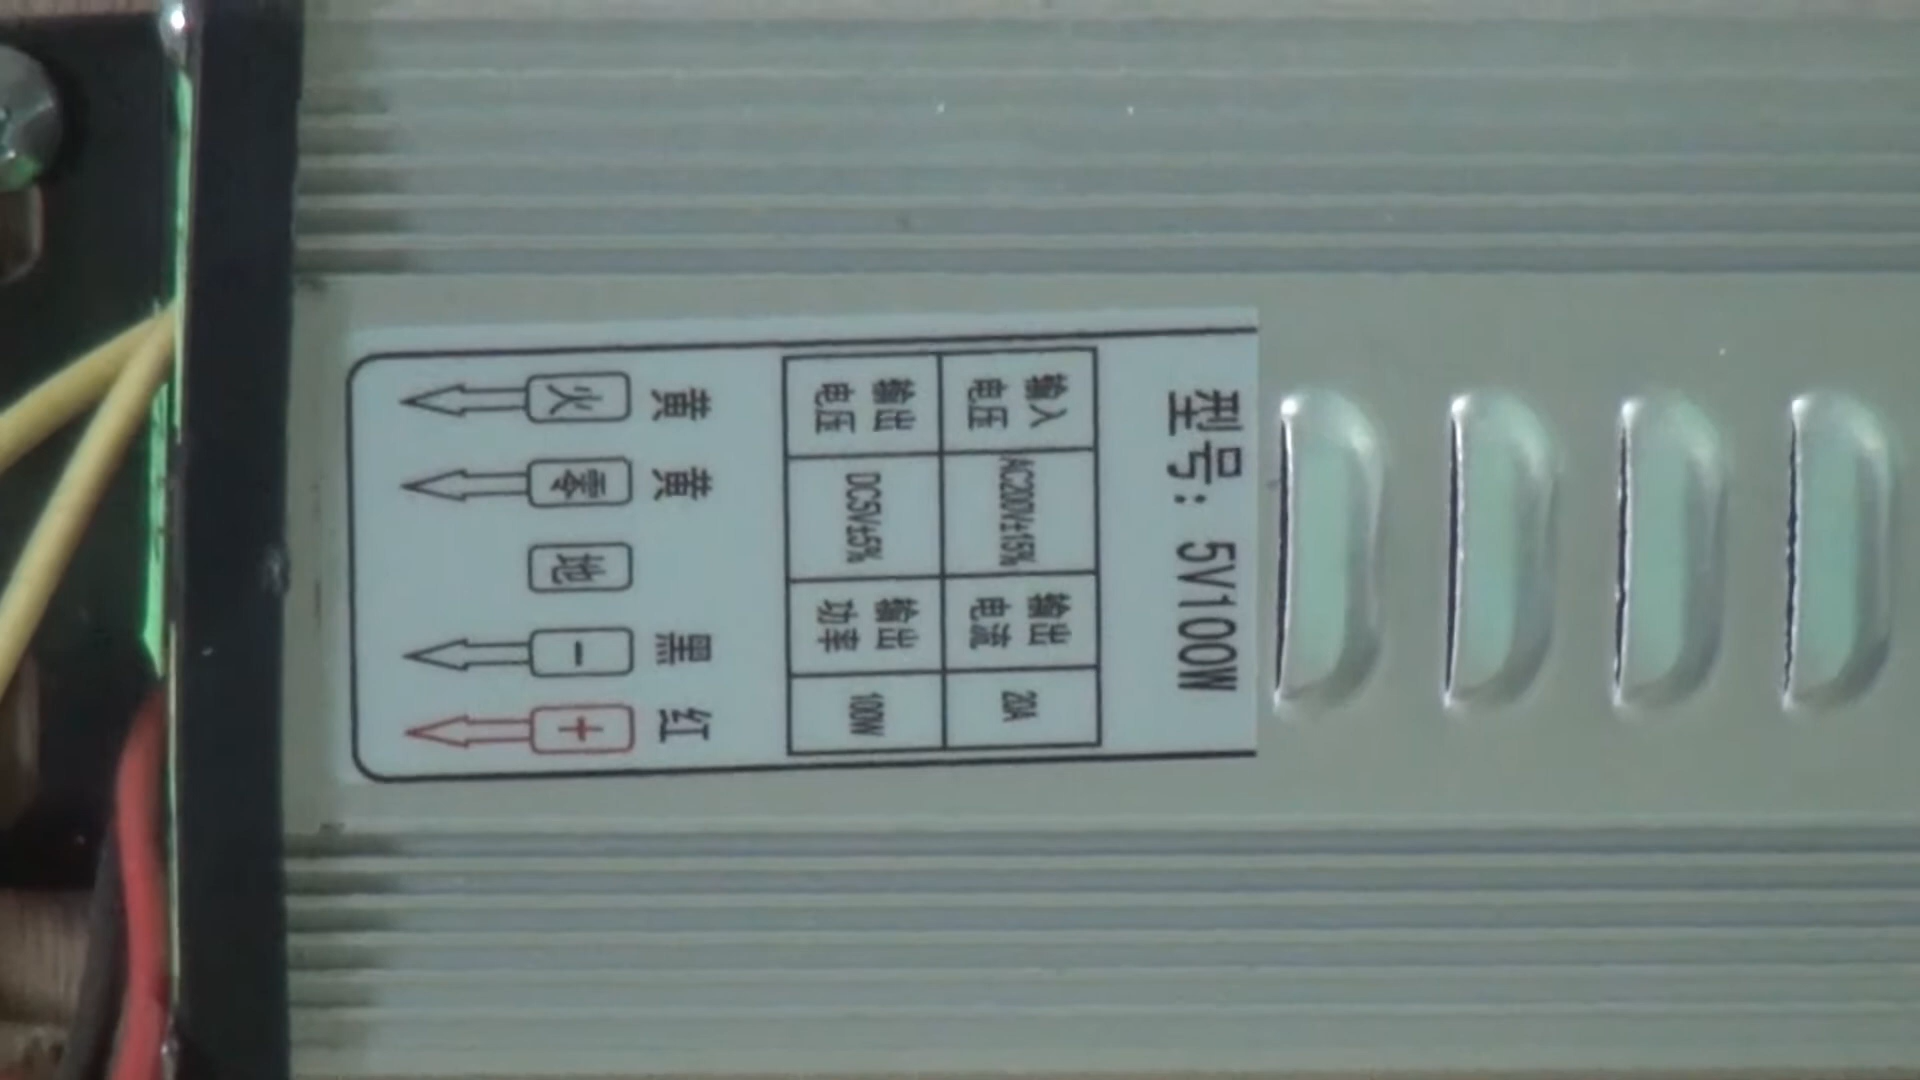 型号: 5V100W
输入电压 AC200V±15% 输出电流 20A
输出电压 DC5V±5% 输出功率 100W
黄 黄 黑 红
火 零 地 - +